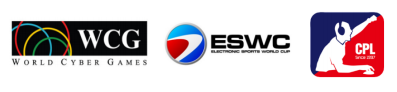 WCG
WORLD CYBER GAMES
ESWC
ELECTRONIC SPORTS WORLD CUP
CPL
Since 1997